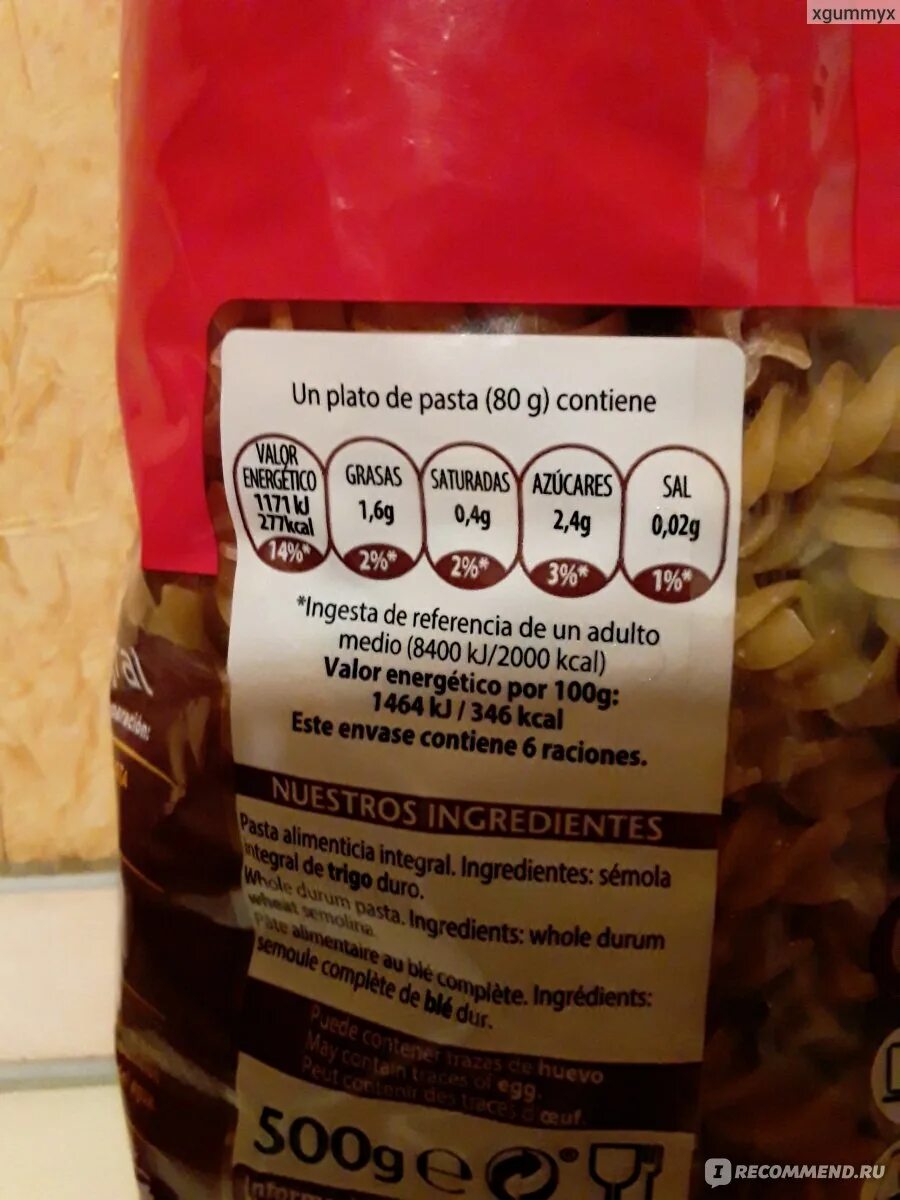 xgummyx
Un plato de pasta (80 g) contiene
VALOR
ENERGÉTICO
1171 kJ
277kcal
14%*
GRASAS
1,6g
2%*
SATURADAS
0,4g
2%*
AZÚCARES
2,4g
3%*
SAL
0,02g
1%*
*Ingesta de referencia de un adulto
medio (8400 kJ/2000 kcal)
Valor energético por 100g:
1464 kJ / 346 kcal
Este envase contiene 6 raciones.
NUESTROS INGREDIENTES
Pasta alimenticia integral. Ingredientes: sémola
integral de trigo duro.
Whole durum pasta. Ingredients: whole durum
wheat semolina.
Pâte alimentaire au blé complète. Ingrédients:
semoule complète de blé dur.
Puede contener trazas de huevo
May contain traces of egg.
Peut contenir des traces d'œuf.
500g e
IRECOMMEND.RU